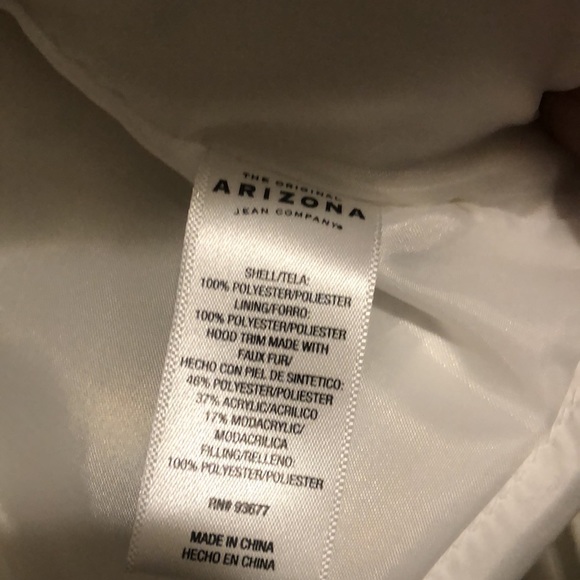 THE ORIGINAL
ARIZONA
JEAN COMPANY
SHELL/TELA:
100% POLYESTER/POLIESTER
LINING/FORRO:
100% POLYESTER/POLIESTER
HOOD TRIM MADE WITH
FAUX FUR/
HECHO CON PIEL DE SINTETICO:
46% POLYESTER/POLIESTER
37% ACRYLIC/ACRILICO
17% MODACRYLIC/
MODACRILICA
FILLING/RELLENO:
100% POLYESTER/POLIESTER
RN# 93677
MADE IN CHINA
HECHO EN CHINA